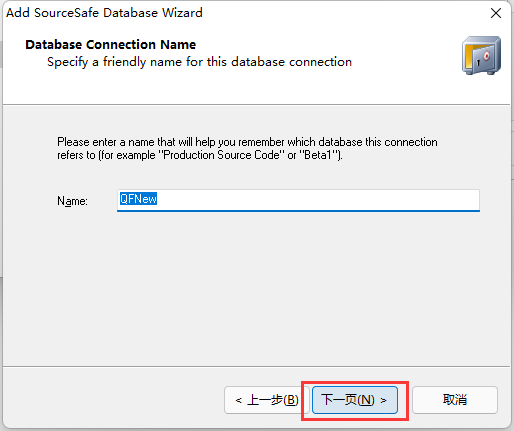 Add SourceSafe Database Wizard
Database Connection Name
Specify a friendly name for this database connection
Please enter a name that will help you remember which database this connection
refers to (for example "Production Source Code" or "Beta1").
Name: QFNew
< 上一步(B) 下一页(N) > 取消